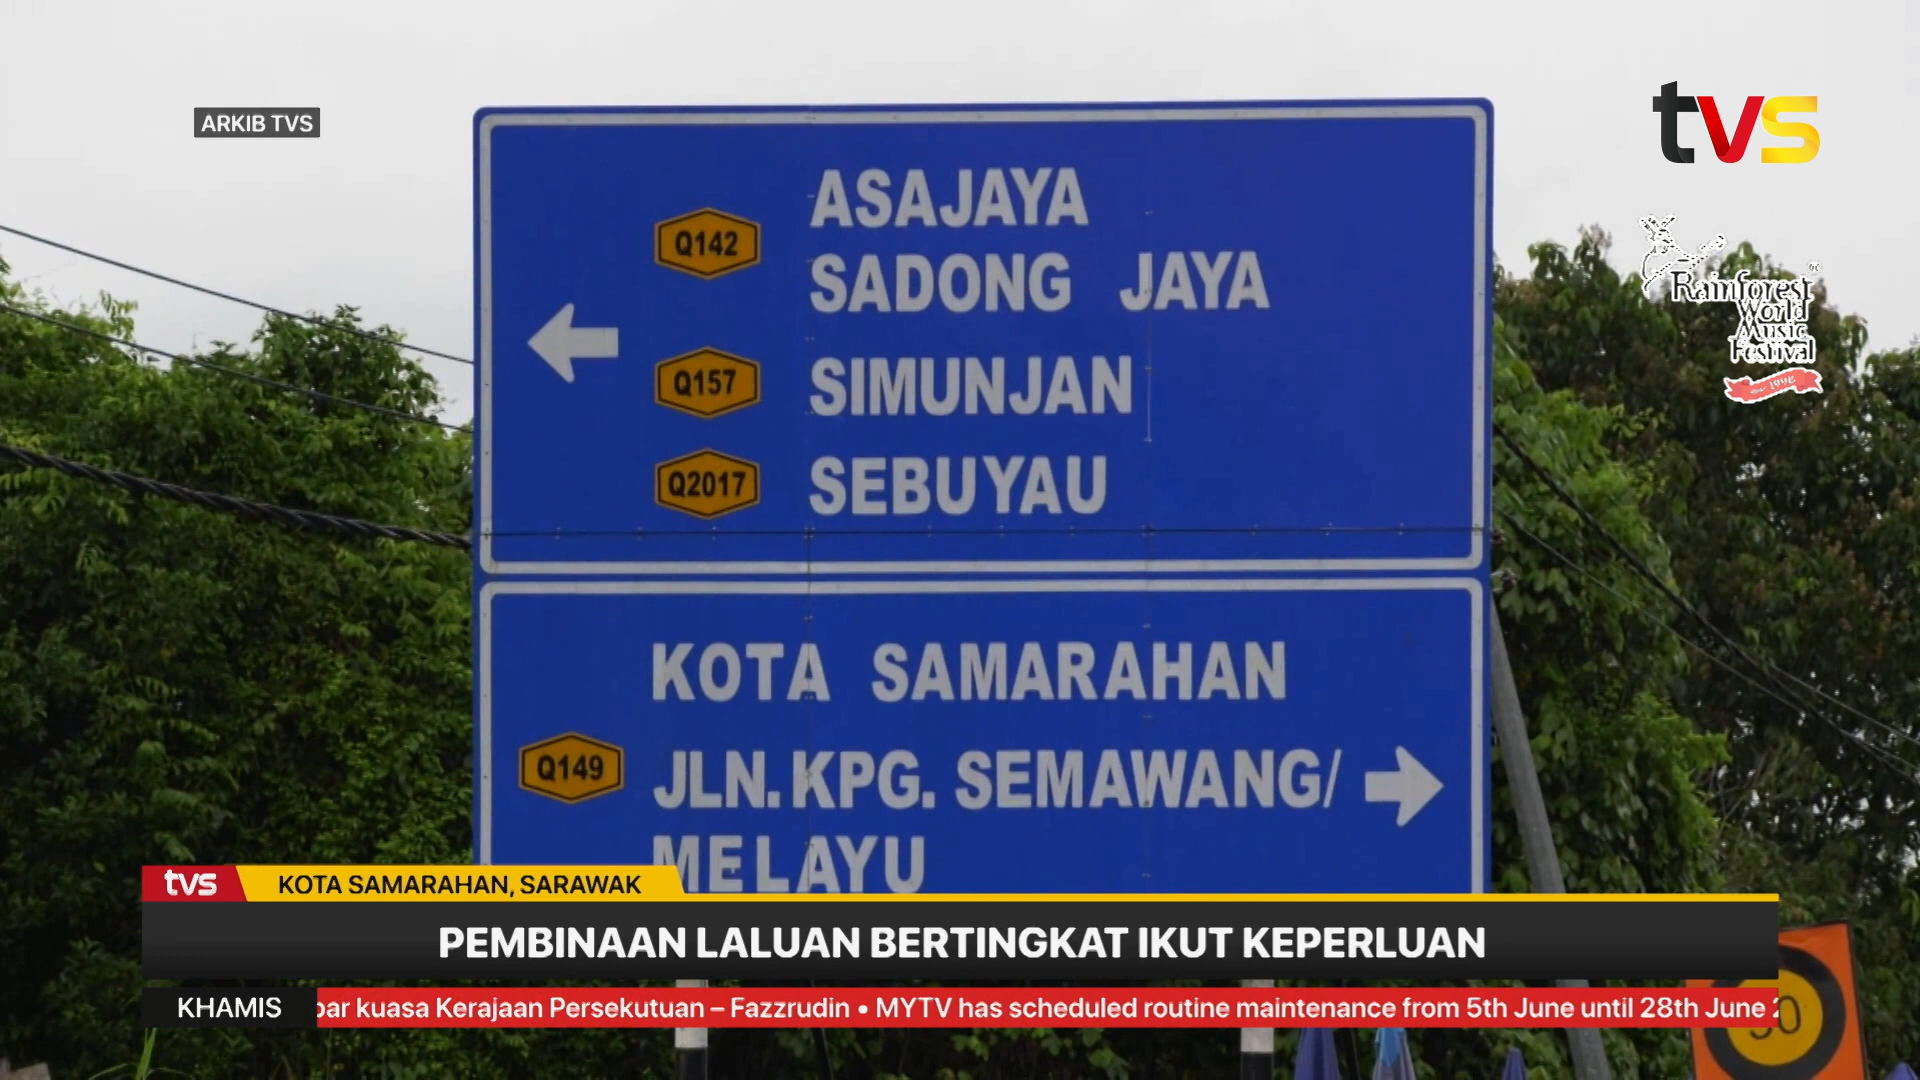 ARKIB TVS
tvs
Rainforest
World
Music
Festival
ASAJAYA
Q142
SADONG JAYA
Q157 SIMUNJAN
Q2017 SEBUYAU
KOTA SAMARAHAN
Q149 JLN. KPG. SEMAWANG/
MELAYU
tvs KOTA SAMARAHAN, SARAWAK
PEMBINAAN LALUAN BERTINGKAT IKUT KEPERLUAN
KHAMIS kuasa Kerajaan Persekutuan – Fazzrudin • MYTV has scheduled routine maintenance from 5th June until 28th June